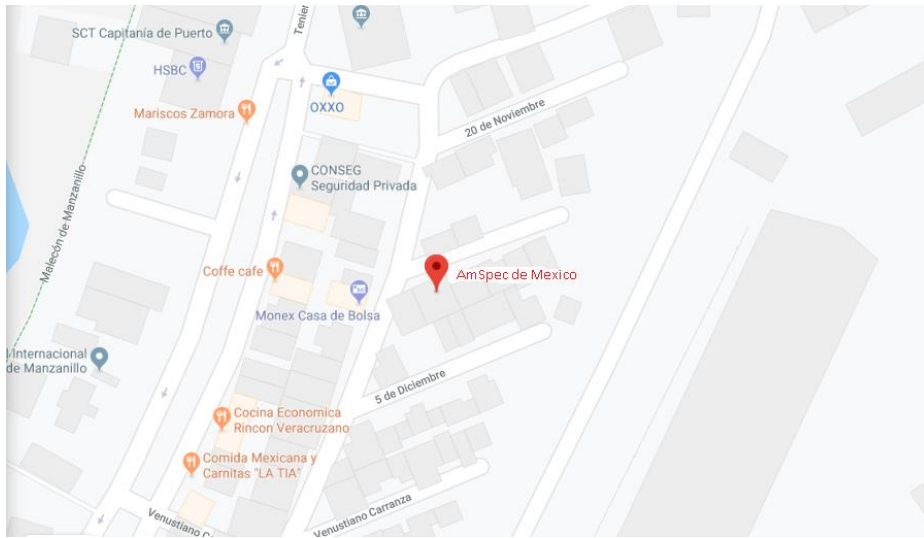 SCT Capitanía de Puerto
HSBC
Mariscos Zamora
OXXO
20 de Noviembre
CONSEG
Seguridad Privada
Malecón de Manzanillo
Coffe cafe
AmSpec de Mexico
Monex Casa de Bolsa
Internacional
de Manzanillo
5 de Diciembre
Cocina Economica
Rincon Veracruzano
Comida Mexicana y
Carnitas "LA TIA"
Venustiano Carranza
Venustiano